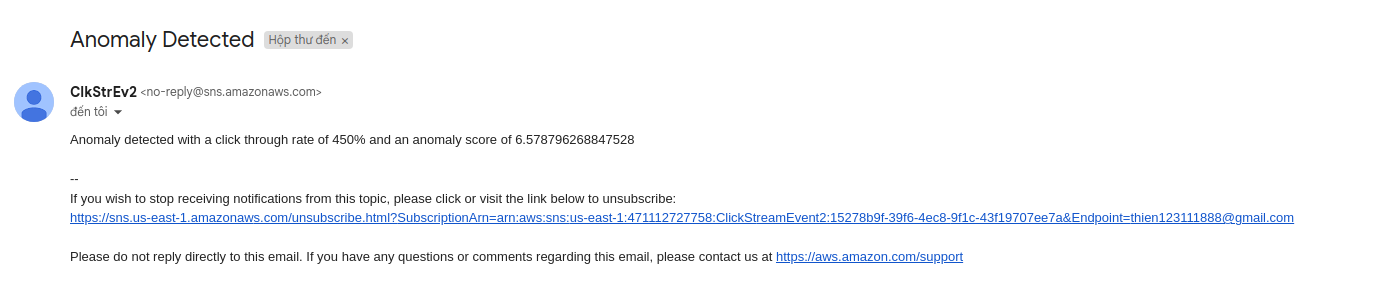 Anomaly Detected Hộp thư đến ×
ClkStrEv2 <no-reply@sns.amazonaws.com>
đến tôi
Anomaly detected with a click through rate of 450% and an anomaly score of 6.578796268847528
--
If you wish to stop receiving notifications from this topic, please click or visit the link below to unsubscribe:
https://sns.us-east-1.amazonaws.com/unsubscribe.html?SubscriptionArn=arn:aws:sns:us-east-1:471112727758:ClickStreamEvent2:15278b9f-39f6-4ec8-9f1c-43f19707ee7a&Endpoint=thien123111888@gmail.com
Please do not reply directly to this email. If you have any questions or comments regarding this email, please contact us at https://aws.amazon.com/support